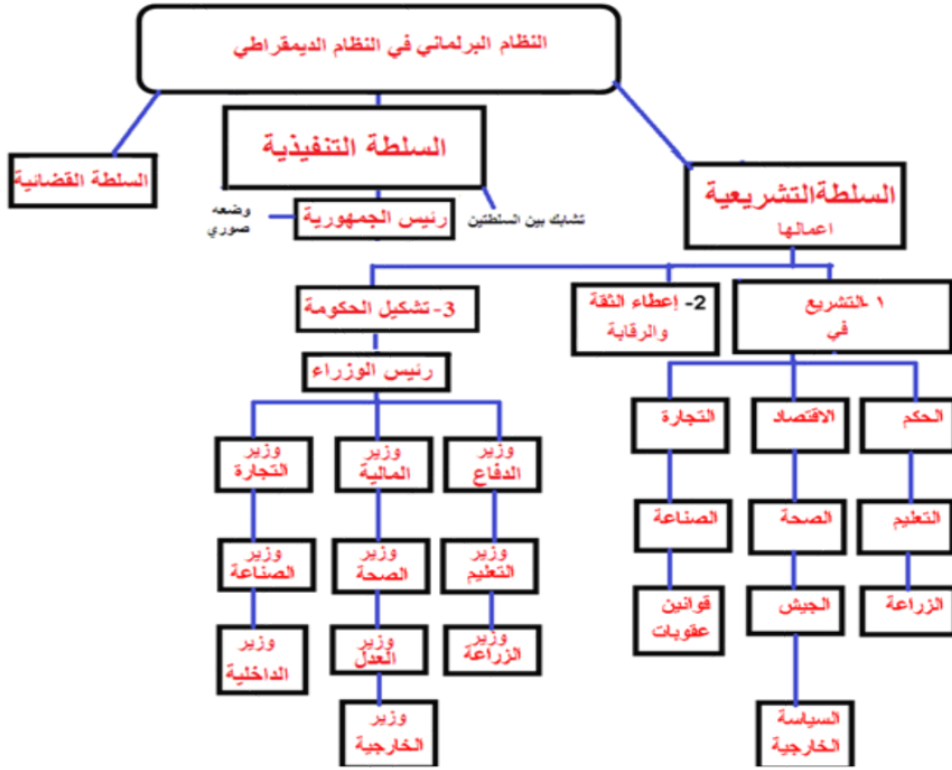 النظام البرلماني في النظام الديمقراطي
السلطة التشريعية
اعمالها
السلطة التنفيذية
السلطة القضائية
تشابك بين السلطتين
رئيس الجمهورية
وضعه
صوري
١ -التشريع
في
2- إعطاء الثقة
والرقابة
3- تشكيل الحكومة
رئيس الوزراء
الحكم
الاقتصاد
التجارة
التعليم
الصحة
الصناعة
الزراعة
الجيش
قوانين
عقوبات
السياسة
الخارجية
وزير
الدفاع
وزير
المالية
وزير
التجارة
وزير
التعليم
وزير
الصحة
وزير
الصناعة
وزير
الزراعة
وزير
العدل
وزير
الداخلية
وزير
الخارجية